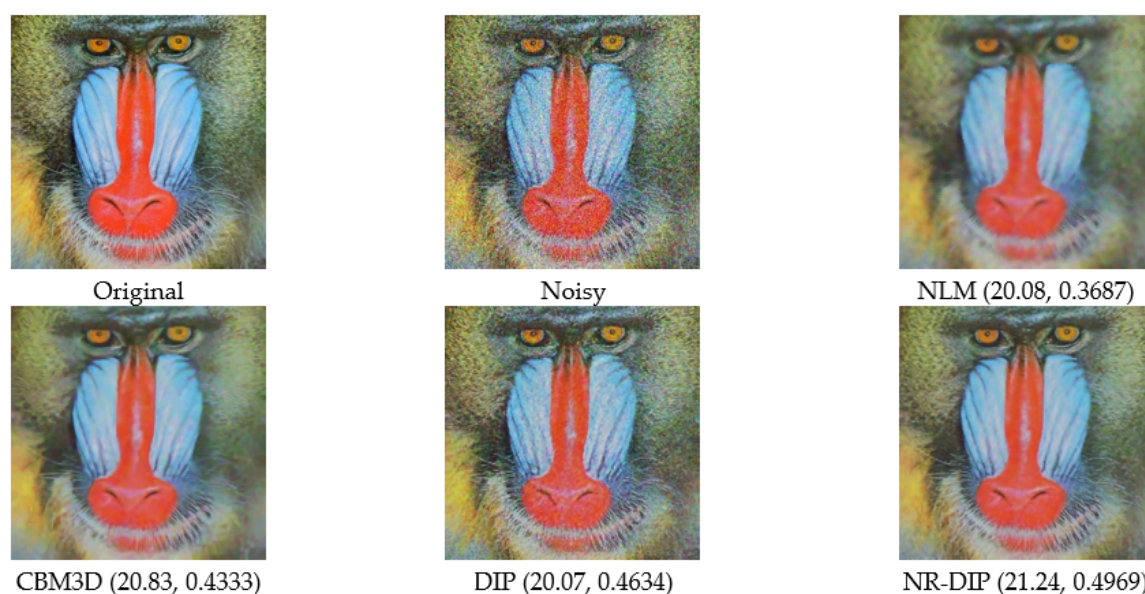 Original
Noisy
NLM (20.08, 0.3687)
CBM3D (20.83, 0.4333)
DIP (20.07, 0.4634)
NR-DIP (21.24, 0.4969)